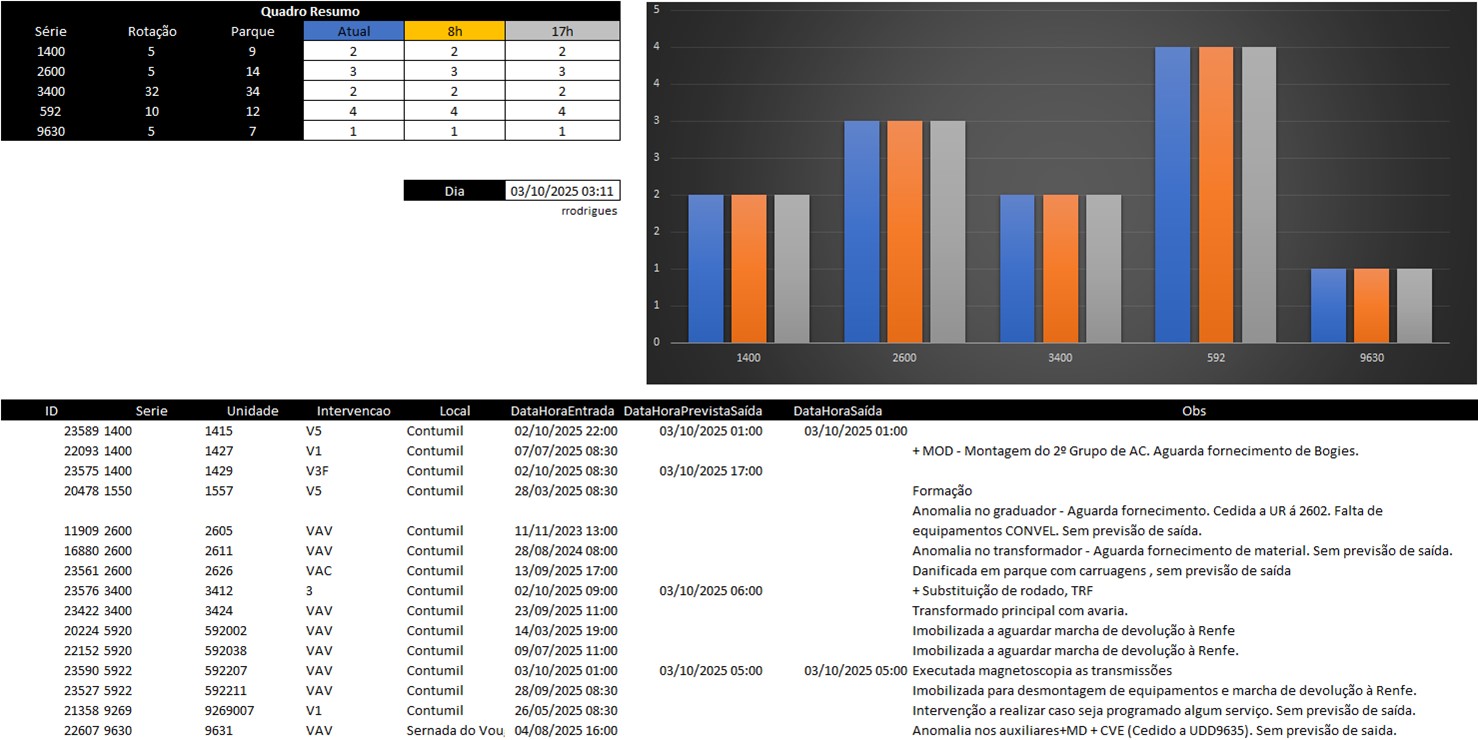 Quadro Resumo
Série Rotação Parque Atual 8h 17h
1400 5 9 2 2 2
2600 5 14 3 3 3
3400 32 34 2 2 2
592 10 12 4 4 4
9630 5 7 1 1 1
Dia 03/10/2025 03:11
rrodrigues
5
4
4
3
3
2
2
1
1
0
1400 2600 3400 592 9630
ID Serie Unidade Intervencao Local DataHoraEntrada DataHoraPrevistaSaída DataHoraSaída Obs
23589 1400 1415 V5 Contumil 02/10/2025 22:00 03/10/2025 01:00 03/10/2025 01:00
22093 1400 1427 V1 Contumil 07/07/2025 08:30 + MOD - Montagem do 2º Grupo de AC. Aguarda fornecimento de Bogies.
23575 1400 1429 V3F Contumil 02/10/2025 08:30 03/10/2025 17:00
20478 1550 1557 V5 Contumil 28/03/2025 08:30 Formação
Anomalia no graduador - Aguarda fornecimento. Cedida a UR á 2602. Falta de
11909 2600 2605 VAV Contumil 11/11/2023 13:00 equipamentos CONVEL. Sem previsão de saída.
16880 2600 2611 VAV Contumil 28/08/2024 08:00 Anomalia no transformador - Aguarda fornecimento de material. Sem previsão de saída.
23561 2600 2626 VAC Contumil 13/09/2025 17:00 Danificada em parque com carruagens , sem previsão de saída
23576 3400 3412 3 Contumil 02/10/2025 09:00 03/10/2025 06:00 + Substituição de rodado, TRF
23422 3400 3424 VAV Contumil 23/09/2025 11:00 Transformado principal com avaria.
20224 5920 592002 VAV Contumil 14/03/2025 19:00 Imobilizada a aguardar marcha de devolução à Renfe
22152 5920 592038 VAV Contumil 09/07/2025 11:00 Imobilizada a aguardar marcha de devolução à Renfe.
23590 5922 592207 VAV Contumil 03/10/2025 01:00 03/10/2025 05:00 03/10/2025 05:00 Executada magnetoscopia as transmissões
23527 5922 592211 VAV Contumil 28/09/2025 08:30 Imobilizada para desmontagem de equipamentos e marcha de devolução à Renfe.
21358 9269 9269007 V1 Contumil 26/05/2025 08:30 Intervenção a realizar caso seja programado algum serviço. Sem previsão de saída.
22607 9630 9631 VAV Sernada do Vou 04/08/2025 16:00 Anomalia nos auxiliares+MD + CVE (Cedido a UDD9635). Sem previsão de saida.